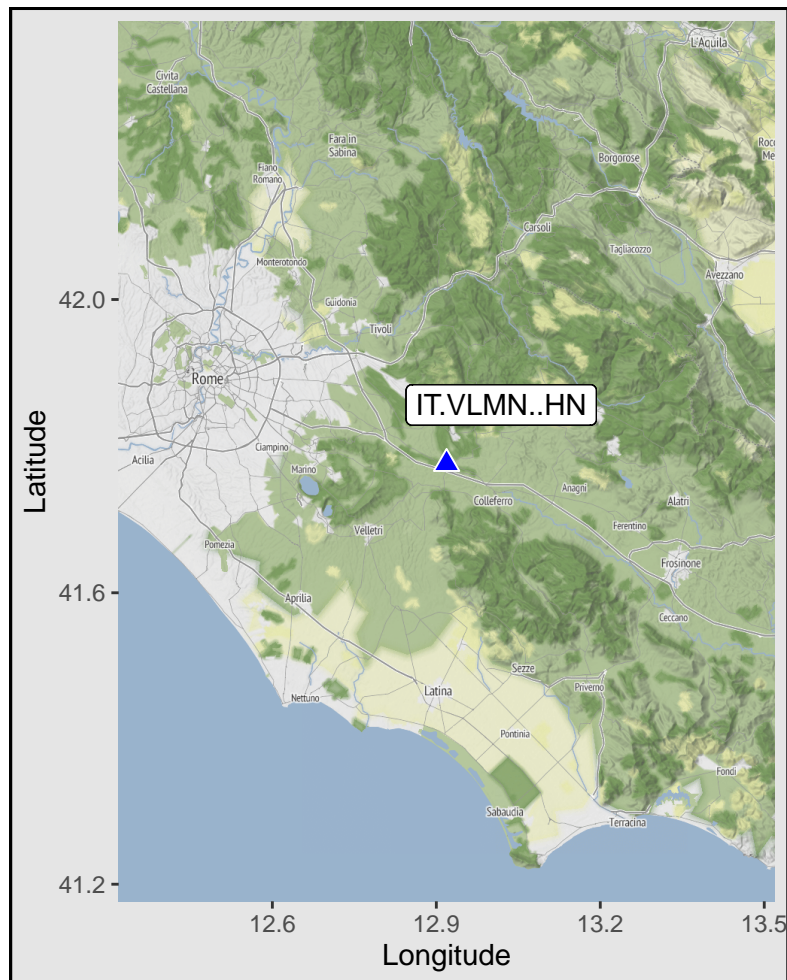 L'Aquila
Civita
Castellana
Fara in
Sabina
Rocc
Me
Borgorose
Fiano
Romano
Carsoli
Tagliacozzo
Monterotondo
Avezzano
42.0
Guidonia
Tivoli
Rome
IT.VLMN..HN
Latitude
Ciampino
Acilia
Marino
Anagni
Colleferro
Alatri
Velletri
Ferentino
Pomezia
Frosinone
41.6
Aprilia
Ceccano
Sezze
Priverno
Latina
Nettuno
Pontinia
Fondi
Sabaudia
Terracina
41.2
12.6
12.9
13.2
13.5
Longitude